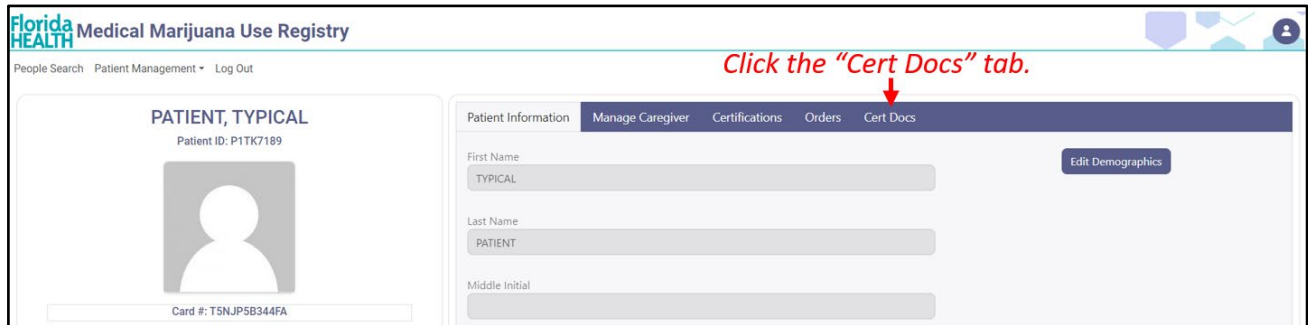 Florida
HEALTH
Medical Marijuana Use Registry
Click the “Cert Docs” tab.
People Search Patient Management Log Out
PATIENT, TYPICAL
Patient ID: P1TK7189
Card #: T5NJP5B344FA
Patient Information Manage Caregiver Certifications Orders Cert Docs
First Name
TYPICAL
Edit Demographics
Last Name
PATIENT
Middle Initial